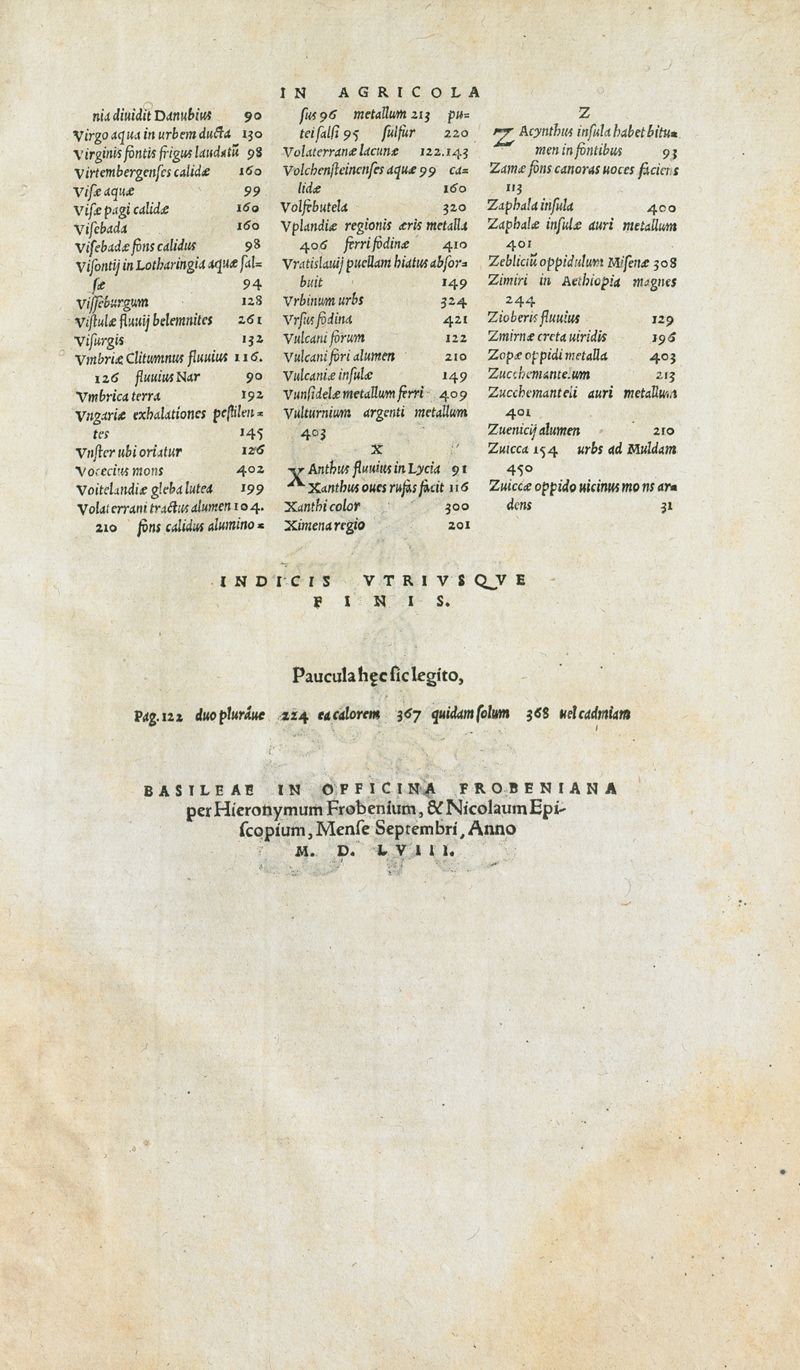 IN AGRICOLA
nia diuidit Danubius 90
Virgo aqua in urbem ducta 130
Virginis fontis frigus laudatũ 98
Virtembergenses calidæ 160
Visæ aquæ 99
Visæ pagi calidæ 160
Visebada 160
Visebadæ fons calidus 98
Visontij in Lotharingia aquæ sal=
sæ 94
Visseburgum 128
Vistulæ fluuij belemnites 261
Visurgis 132
Vmbriæ Clitumnus fluuius 116.
126 fluuius Nar 90
Vmbrica terra 192
Vngariæ exhalationes pestilen=
tes 145
Vnster ubi oriatur 126
Vocecius mons 402
Voitelandiæ gleba lutea 199
Volaterrani tractus alumen 104.
210 fons calidus alumino=
sus 96 metallum 213 pu=
tei salsi 95 sulfur 220
Volaterranæ lacunæ 122.143
Volchensteinenses aquæ 99 ca=
lidæ 160
Volfebutela 320
Vplandiæ regionis æris metalla
406 ferrifodinæ 410
Vratislauij puellam hiatus absor=
buit 149
Vrbinum urbs 324
Vrsus fodina 421
Vulcani forum 122
Vulcani fori alumen 210
Vulcaniæ insulæ 149
Vunsidelæ metallum ferri 409
Vulturnium argenti metallum
403
X
XAnthus fluuius in Lycia 91
Xanthus oues rufas facit 116
Xanthi color 300
Ximena regio 201
Z
ZAcynthus insula habet bitu=
men in fontibus 93
Zamæ fons canoras uoces faciens
113
Zaphala insula 400
Zaphalæ insulæ auri metallum
401
Zebliciũ oppidulum Misenæ 308
Zimiri in Aethiopia magnes
244
Zioberis fluuius 129
Zmirnæ creta uiridis 196
Zopæ oppidi metalla 403
Zucchemantelum 213
Zucchemanteli auri metallum
401
Zuenicij alumen 210
Zuicca 154 urbs ad Muldam
450
Zuiccæ oppido uicinus mons ar=
dens 31
INDICIS VTRIVSQVE
FINIS.
Paucula hęc sic legito,
Pag. 122 duo pluráue 224 ea calorem 367 quidam solum 368 uel cadmiam
BASILEAE IN OFFICINA FROBENIANA
per Hieronymum Frobenium, & Nicolaum Epi-
scopium, Mense Septembri, Anno
M. D. LVIII.